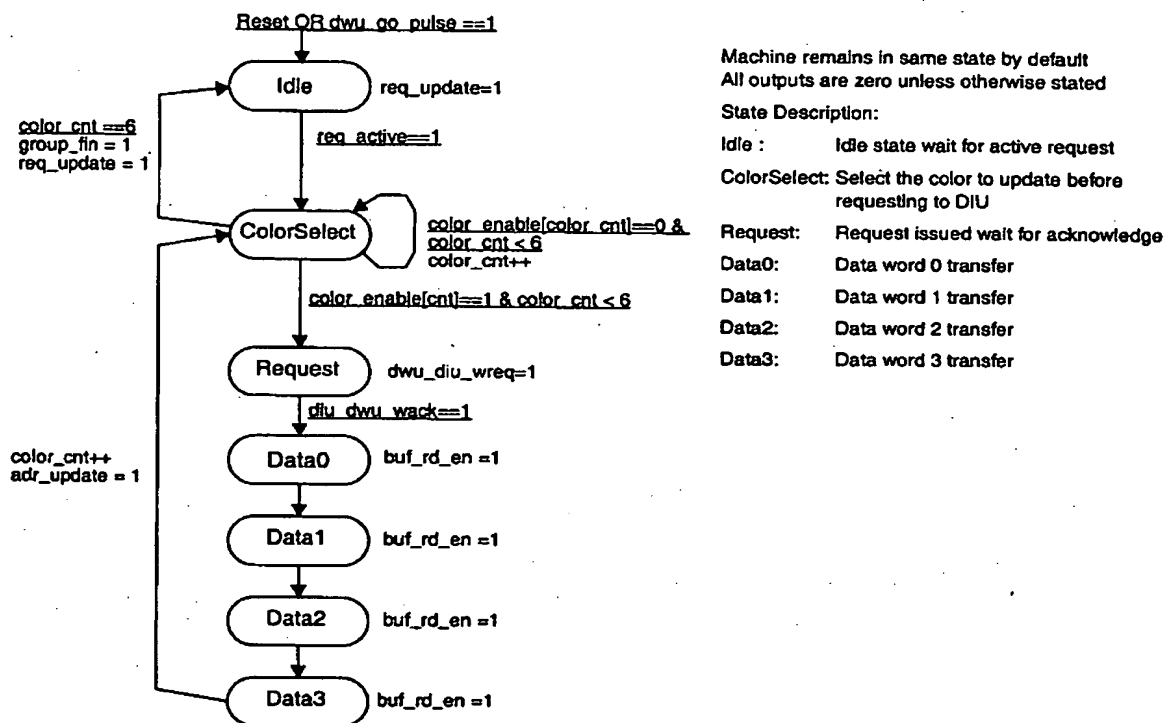 Reset OR dwu_go_pulse ==1
Idle
req_update=1
color_cnt ==6
group_fin = 1
req_update = 1
req_active==1
ColorSelect
color_enable[color_cnt]==0 &
color_cnt < 6
color_cnt++
color_enable[cnt]==1 & color_cnt < 6
Request
dwu_diu_wreq=1
diu_dwu_wack==1
Data0
buf_rd_en =1
color_cnt++
adr_update = 1
Data1
buf_rd_en =1
Data2
buf_rd_en =1
Data3
buf_rd_en =1
Machine remains in same state by default
All outputs are zero unless otherwise stated
State Description:
Idle : Idle state wait for active request
ColorSelect: Select the color to update before
requesting to DIU
Request: Request issued wait for acknowledge
Data0: Data word 0 transfer
Data1: Data word 1 transfer
Data2: Data word 2 transfer
Data3: Data word 3 transfer